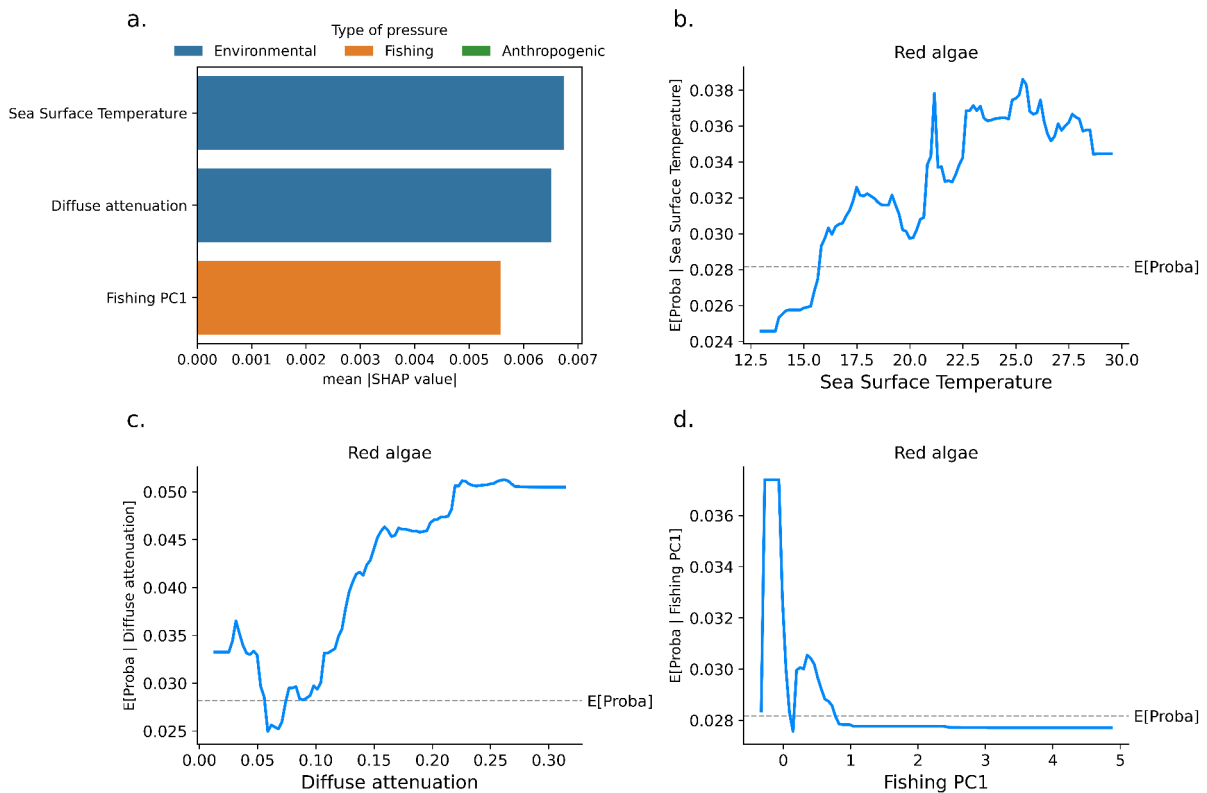 a.
Type of pressure
Environmental Fishing Anthropogenic
Sea Surface Temperature
Diffuse attenuation
Fishing PC1
0.000 0.001 0.002 0.003 0.004 0.005 0.006 0.007
mean |SHAP value|
b.
Red algae
E[Proba | Sea Surface Temperature]
0.038
0.036
0.034
0.032
0.030
0.028
0.026
0.024
E[Proba]
12.5 15.0 17.5 20.0 22.5 25.0 27.5 30.0
Sea Surface Temperature
c.
Red algae
E[Proba | Diffuse attenuation]
0.050
0.045
0.040
0.035
0.030
0.025
E[Proba]
0.00 0.05 0.10 0.15 0.20 0.25 0.30
Diffuse attenuation
d.
Red algae
E[Proba | Fishing PC1]
0.036
0.034
0.032
0.030
0.028
E[Proba]
0 1 2 3 4 5
Fishing PC1